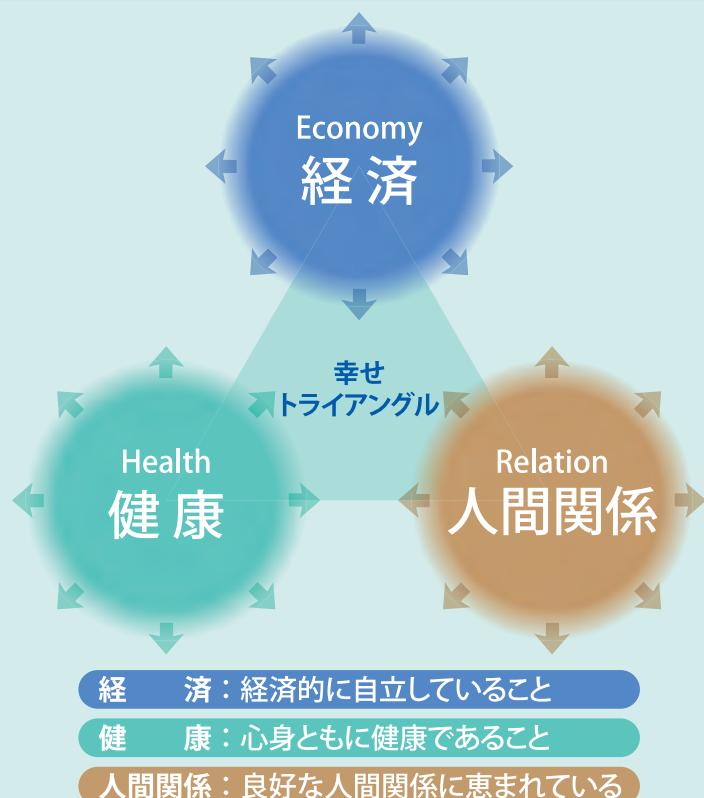 Economy
経 済
幸せ
トライアングル
Health
健 康
Relation
人間関係
経　　済：経済的に自立していること
健　　康：心身ともに健康であること
人間関係：良好な人間関係に恵まれている